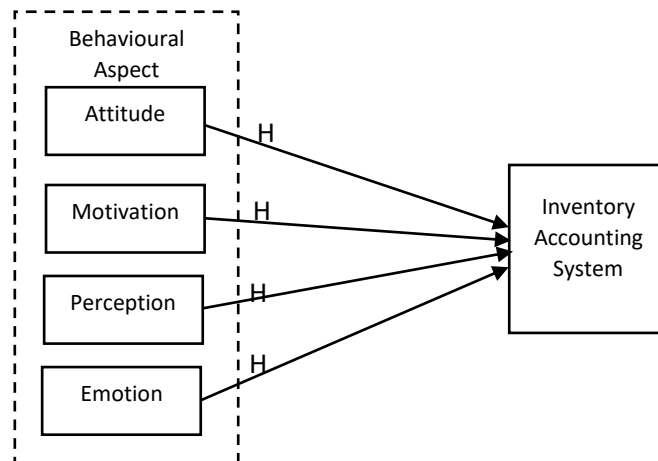 Behavioural
Aspect
Attitude
H
Motivation
H
Inventory
Accounting
System
Perception
H
Emotion
H